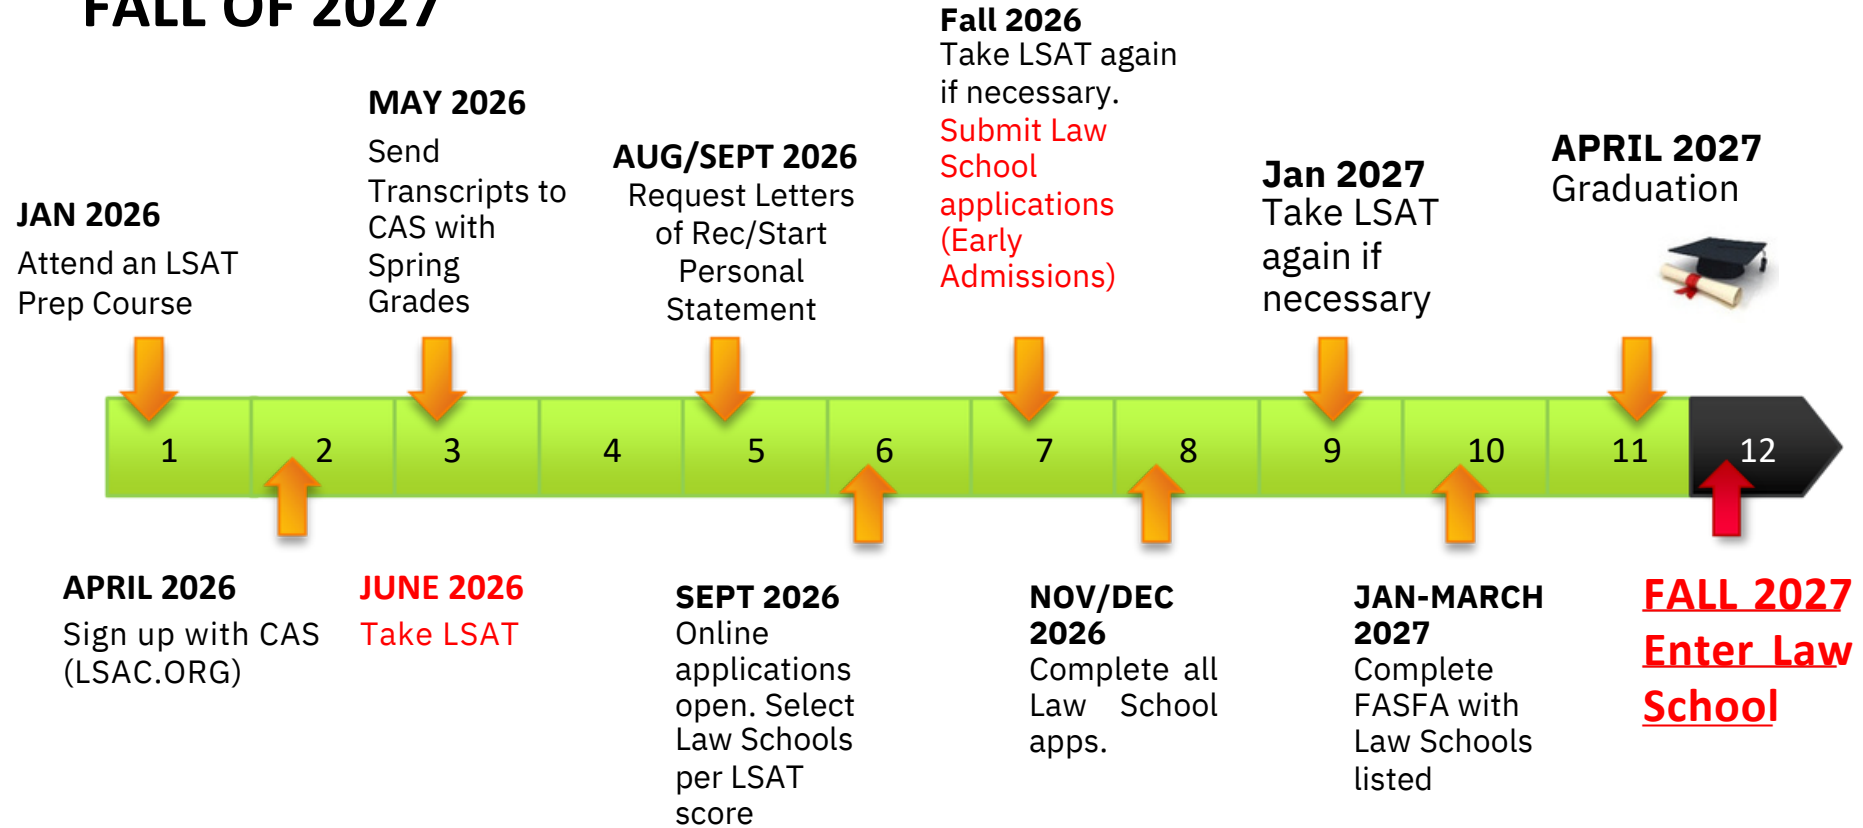 FALL OF 2027
JAN 2026
Attend an LSAT
Prep Course
MAY 2026
Send
Transcripts to
CAS with
Spring
Grades
AUG/SEPT 2026
Request Letters
of Rec/Start
Personal
Statement
Fall 2026
Take LSAT again
if necessary.
Submit Law
School
applications
(Early
Admissions)
Jan 2027
Take LSAT
again if
necessary
APRIL 2027
Graduation
1
2
3
4
5
6
7
8
9
10
11
12
APRIL 2026
Sign up with CAS
(LSAC.ORG)
JUNE 2026
Take LSAT
SEPT 2026
Online
applications
open. Select
Law Schools
per LSAT
score
NOV/DEC
2026
Complete all
Law School
apps.
JAN-MARCH
2027
Complete
FASFA with
Law Schools
listed
FALL 2027
Enter Law
School